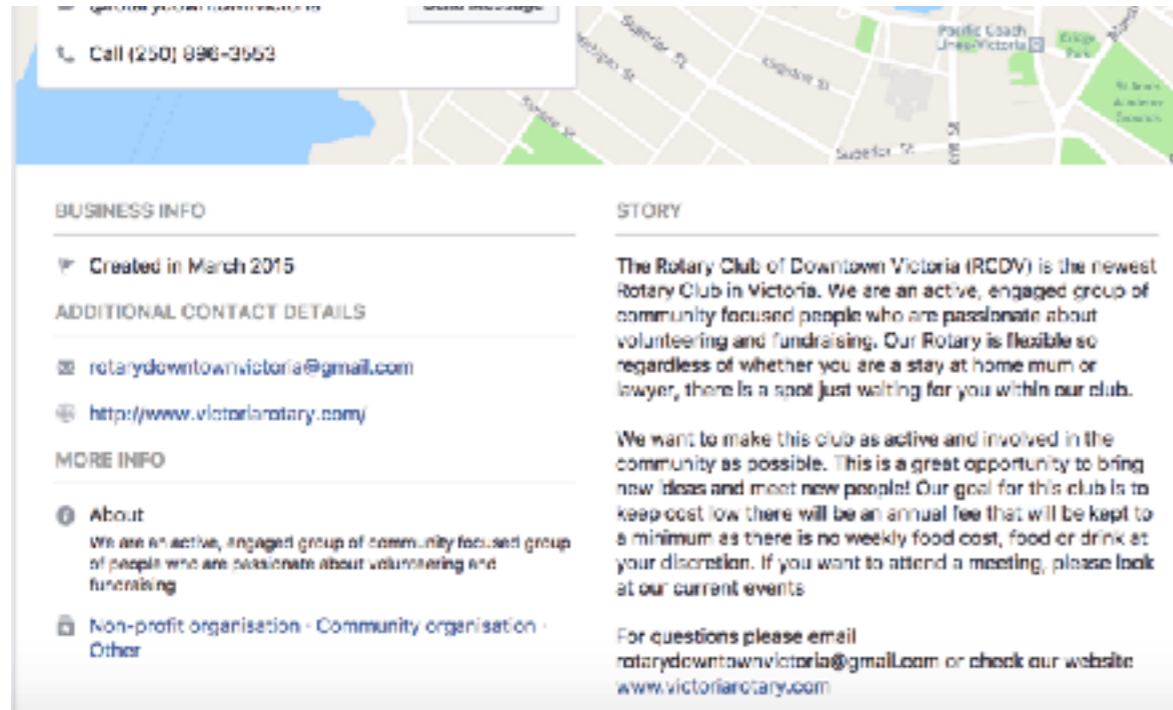 Send Message
Call (250) 896-3553
Superior St
Pacific Coach
Lines-Victoria
Kingston St
Superior St
BUSINESS INFO
Created in March 2015
ADDITIONAL CONTACT DETAILS
rotarydowntownvictoria@gmail.com
http://www.victoriarotary.com/
MORE INFO
About
We are an active, engaged group of community focused group
of people who are passionate about volunteering and
fundraising
Non-profit organisation · Community organisation ·
Other
STORY
The Rotary Club of Downtown Victoria (RCDV) is the newest
Rotary Club in Victoria. We are an active, engaged group of
community focused people who are passionate about
volunteering and fundraising. Our Rotary is flexible so
regardless of whether you are a stay at home mum or
lawyer, there is a spot just waiting for you within our club.
We want to make this club as active and involved in the
community as possible. This is a great opportunity to bring
new ideas and meet new people! Our goal for this club is to
keep cost low there will be an annual fee that will be kept to
a minimum as there is no weekly food cost, food or drink at
your discretion. If you want to attend a meeting, please look
at our current events
For questions please email
rotarydowntownvictoria@gmail.com or check our website
www.victoriarotary.com